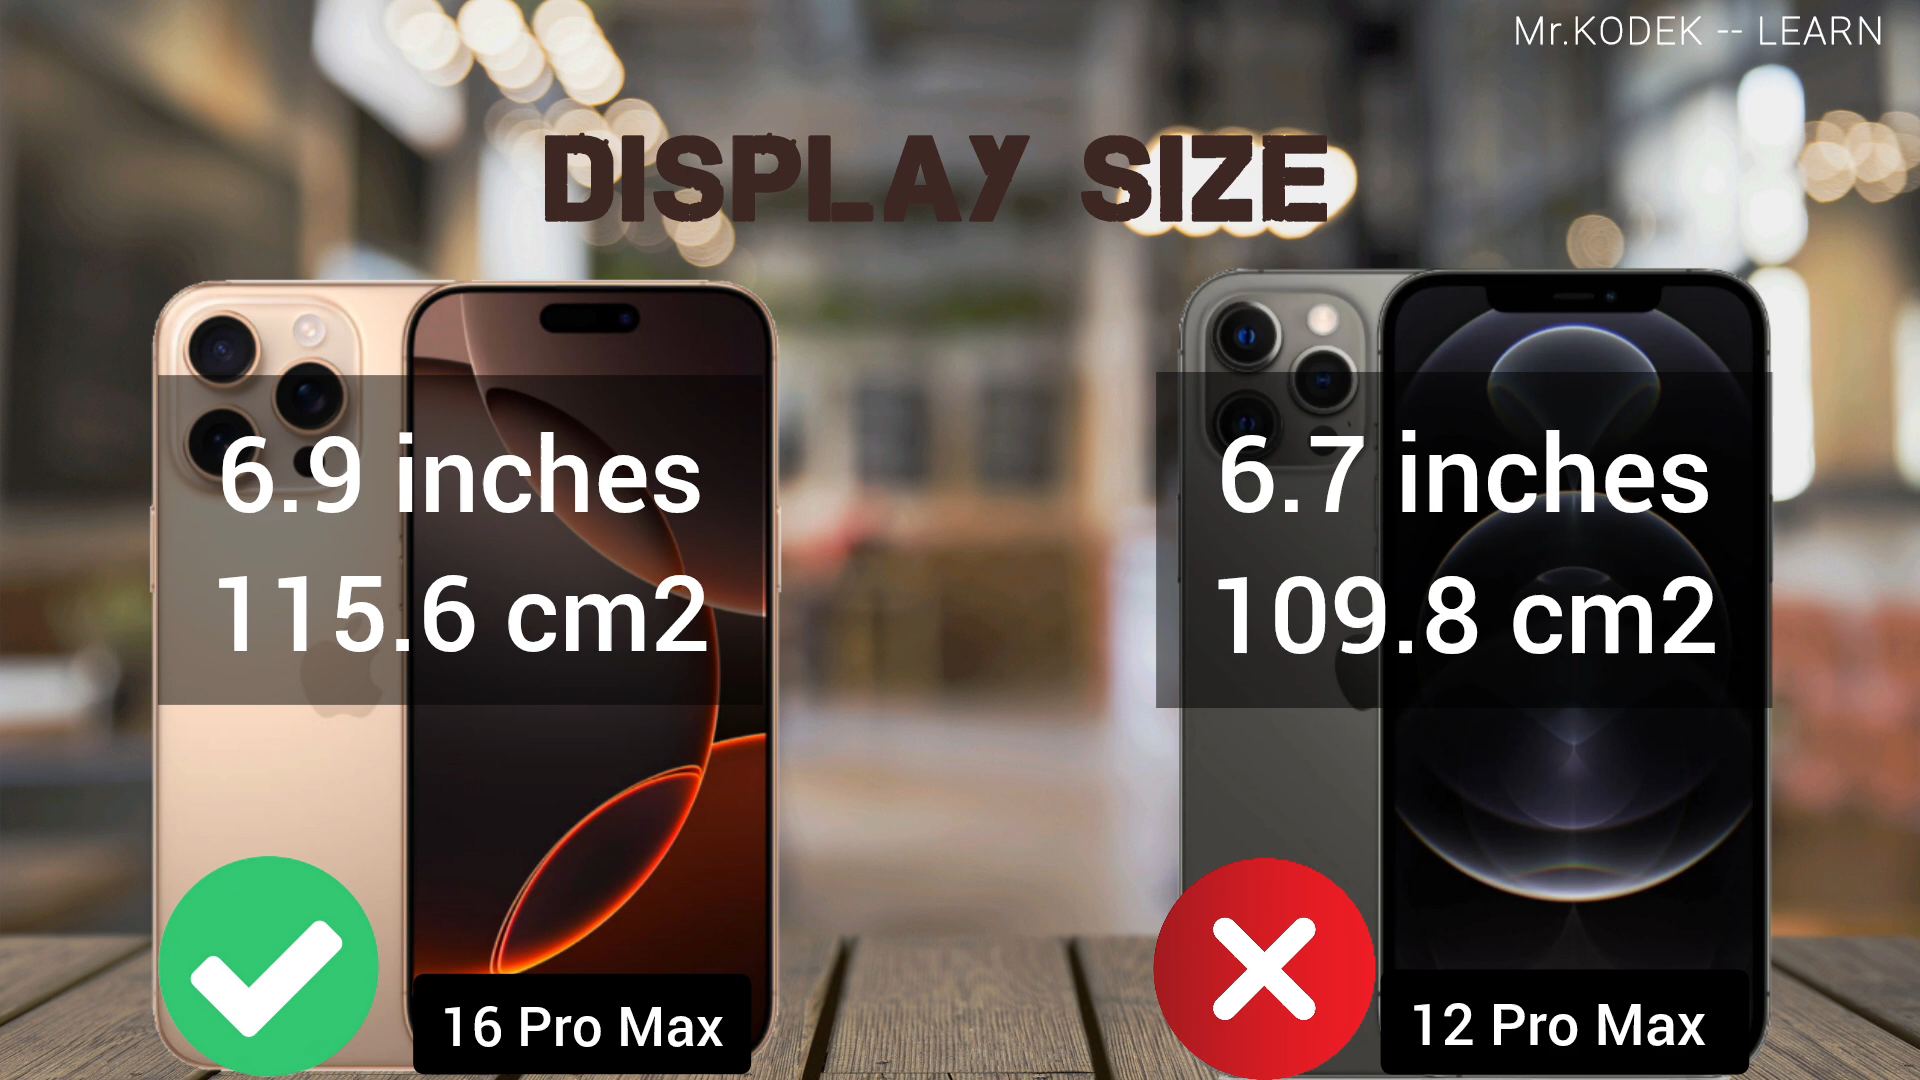 Mr.KODEK -- LEARN
DISPLAY SIZE
6.9 inches
115.6 cm2
6.7 inches
109.8 cm2
16 Pro Max
12 Pro Max